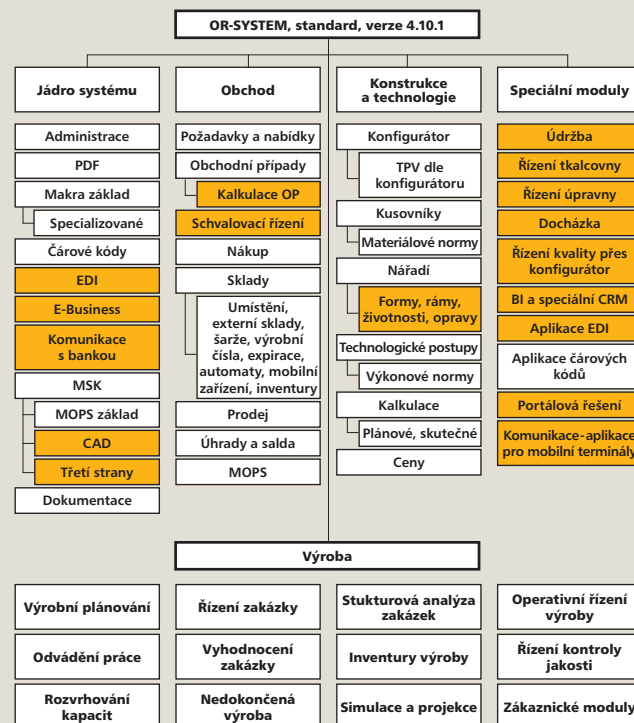 OR-SYSTEM, standard, verze 4.10.1
Jádro systému
Administrace
PDF
Makra základ
Specializované
Čárové kódy
EDI
E-Business
Komunikace
s bankou
MSK
MOPS základ
CAD
Třetí strany
Dokumentace
Obchod
Požadavky a nabídky
Obchodní případy
Kalkulace OP
Schvalovací řízení
Nákup
Sklady
Umístění,
externí sklady,
šarže, výrobní
čísla, expirace,
automaty, mobilní
zařízení, inventury
Prodej
Úhrady a salda
MOPS
Konstrukce
a technologie
Konfigurátor
TPV dle
konfigurátoru
Kusovníky
Materiálové normy
Nářadí
Formy, rámy,
životnosti, opravy
Technologické postupy
Výkonové normy
Kalkulace
Plánové, skutečné
Ceny
Speciální moduly
Údržba
Řízení tkalcovny
Řízení úpravny
Docházka
Řízení kvality přes
konfigurátor
BI a speciální CRM
Aplikace EDI
Aplikace čárových
kódů
Portálová řešení
Komunikace-aplikace
pro mobilní terminály
Výroba
Výrobní plánování
Řízení zakázky
Stukturová analýza
zakázek
Operativní řízení
výroby
Odvádění práce
Vyhodnocení
zakázky
Inventury výroby
Řízení kontroly
jakosti
Rozvrhování
kapacit
Nedokončená
výroba
Simulace a projekce
Zákaznické moduly